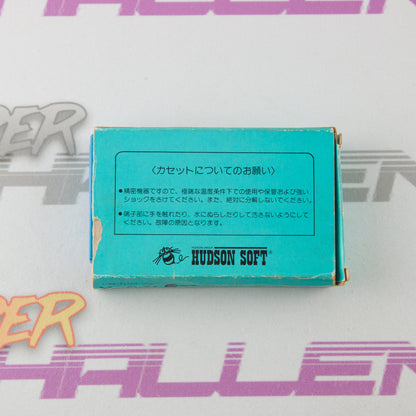 〈カセットについてのお願い〉
●精密機器ですので、極端な温度条件下での使用や保管および強い
ショックをさけてください。また、絶対に分解しないでください。
●端子部に手を触れたり、水にぬらしたりして汚さないようにして
ください。故障の原因となります。
HUDSON SOFT®
CHALLEN